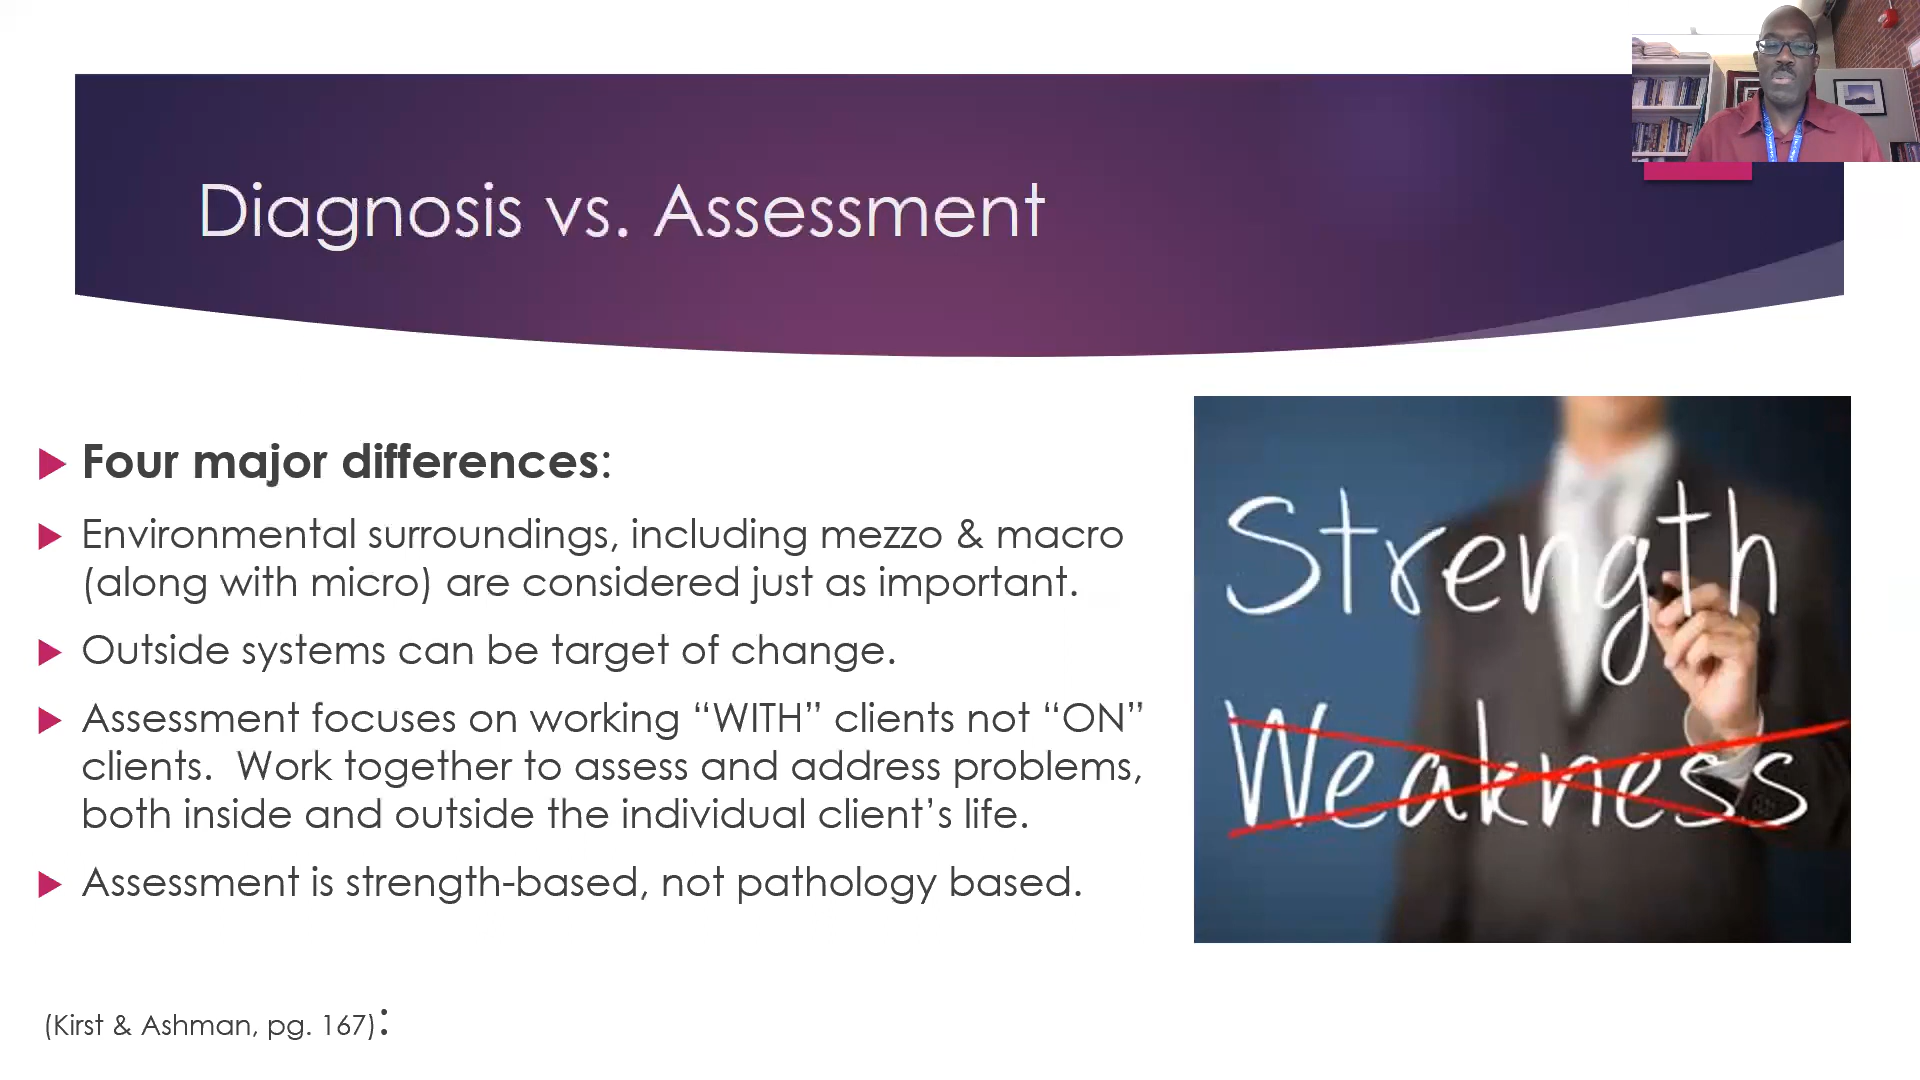 Diagnosis vs. Assessment
Four major differences:
Environmental surroundings, including mezzo & macro
(along with micro) are considered just as important.
Outside systems can be target of change.
Assessment focuses on working “WITH” clients not “ON”
clients.  Work together to assess and address problems,
both inside and outside the individual client’s life.
Assessment is strength-based, not pathology based.
(Kirst & Ashman, pg. 167):
Strength
Weakness